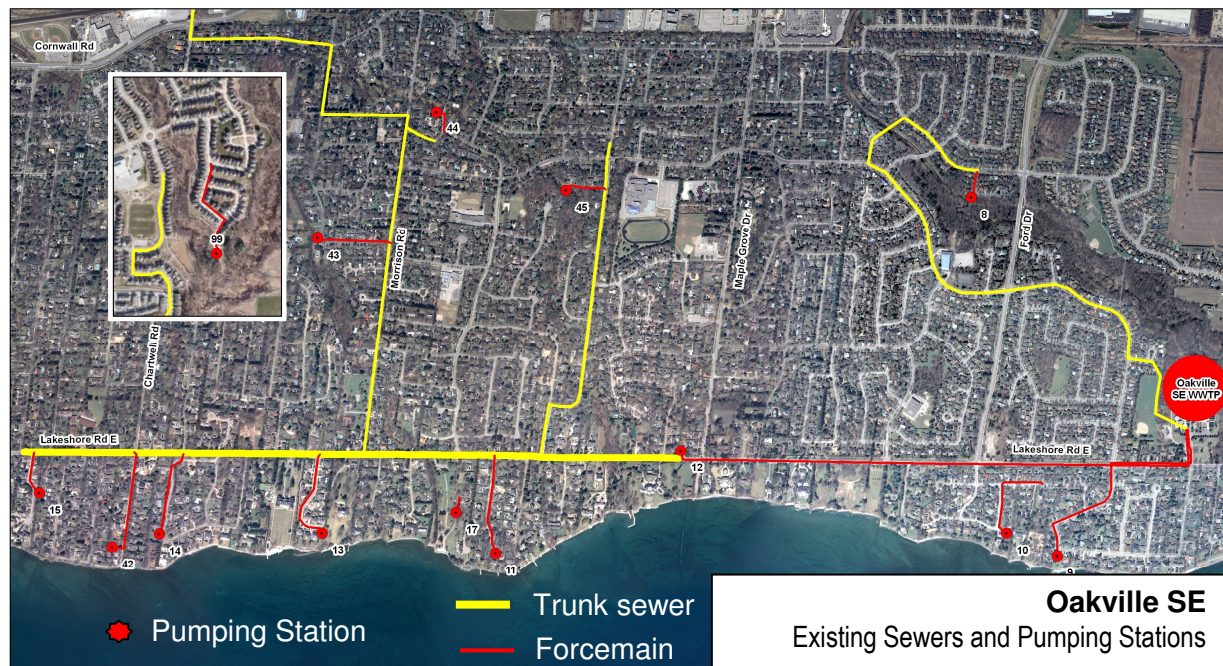 Cornwall Rd
44
99
45
8
43
Morrison Rd
Maple Grove Dr
Ford Dr
Chartwell Rd
Oakville
SE WWTP
Lakeshore Rd E
Lakeshore Rd E
12
15
17
14
13
10
42
11
9
Pumping Station
Trunk sewer
Forcemain
Oakville SE
Existing Sewers and Pumping Stations